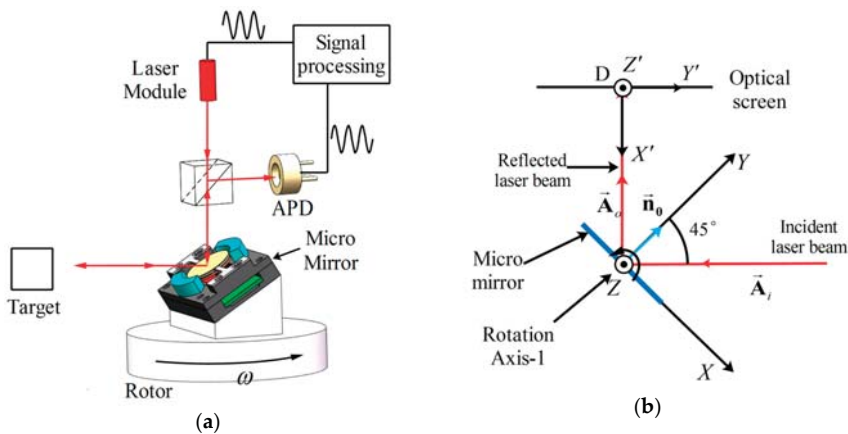 Laser
Module
Signal
processing
APD
Micro
Mirror
Target
ω
Rotor
(a)
D
Z′
Y′
Optical
screen
X′
Reflected
laser beam
A⃗ₒ
n⃗₀
Y
45°
Incident
laser beam
Micro
mirror
Z
A⃗ᵢ
Rotation
Axis-1
X
(b)